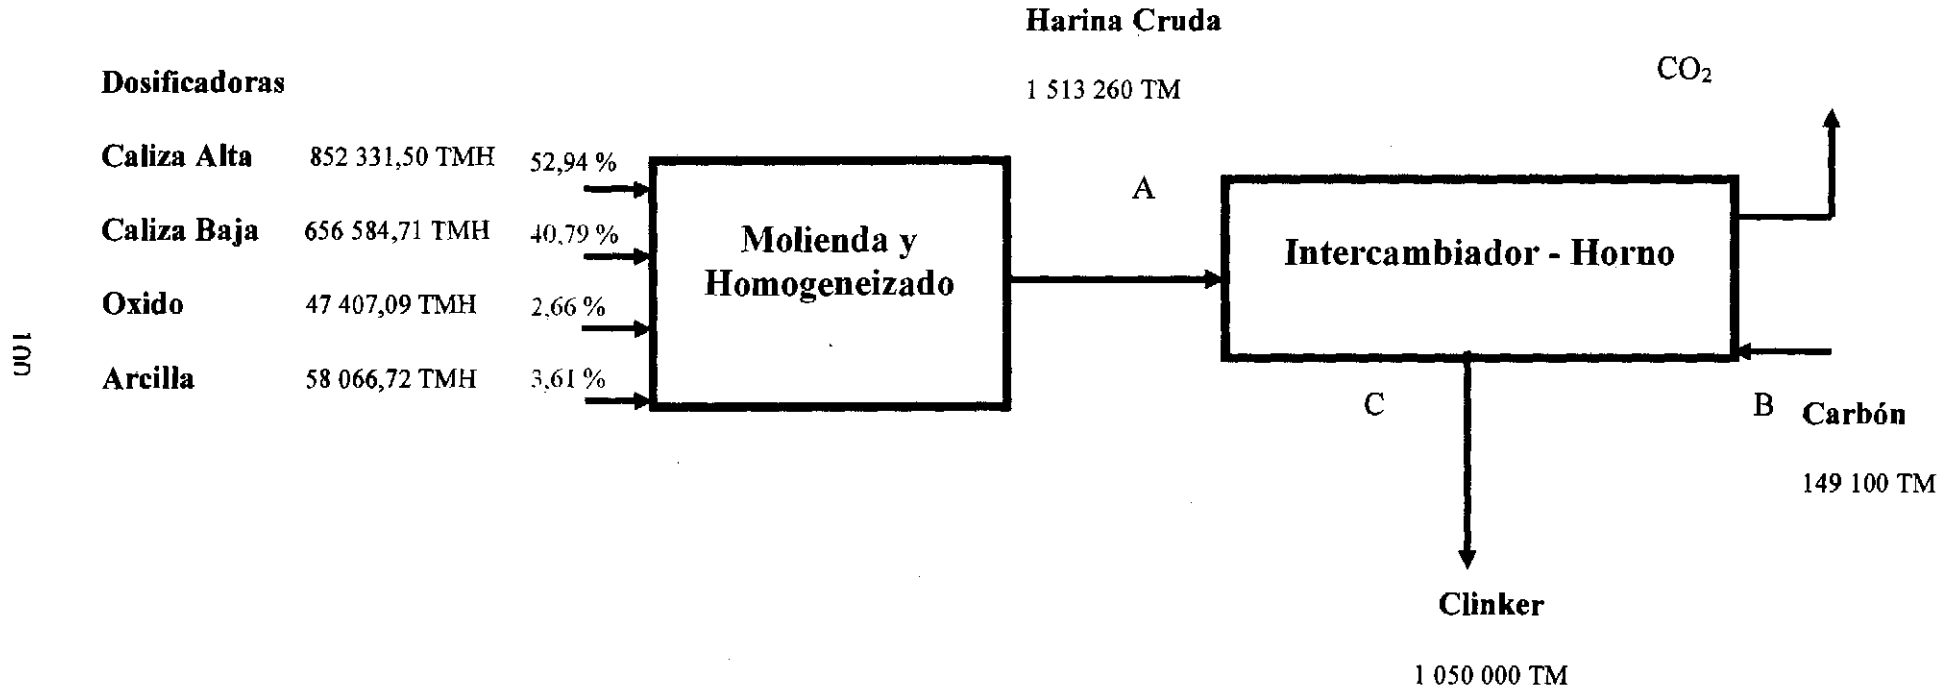 Harina Cruda
1 513 260 TM
CO₂
Dosificadoras
Caliza Alta 852 331,50 TMH 52,94 %
Caliza Baja 656 584,71 TMH 40,79 %
Oxido 47 407,09 TMH 2,66 %
Arcilla 58 066,72 TMH 3,61 %
Molienda y
Homogeneizado
A
Intercambiador - Horno
C
B
Carbón
149 100 TM
Clinker
1 050 000 TM
100